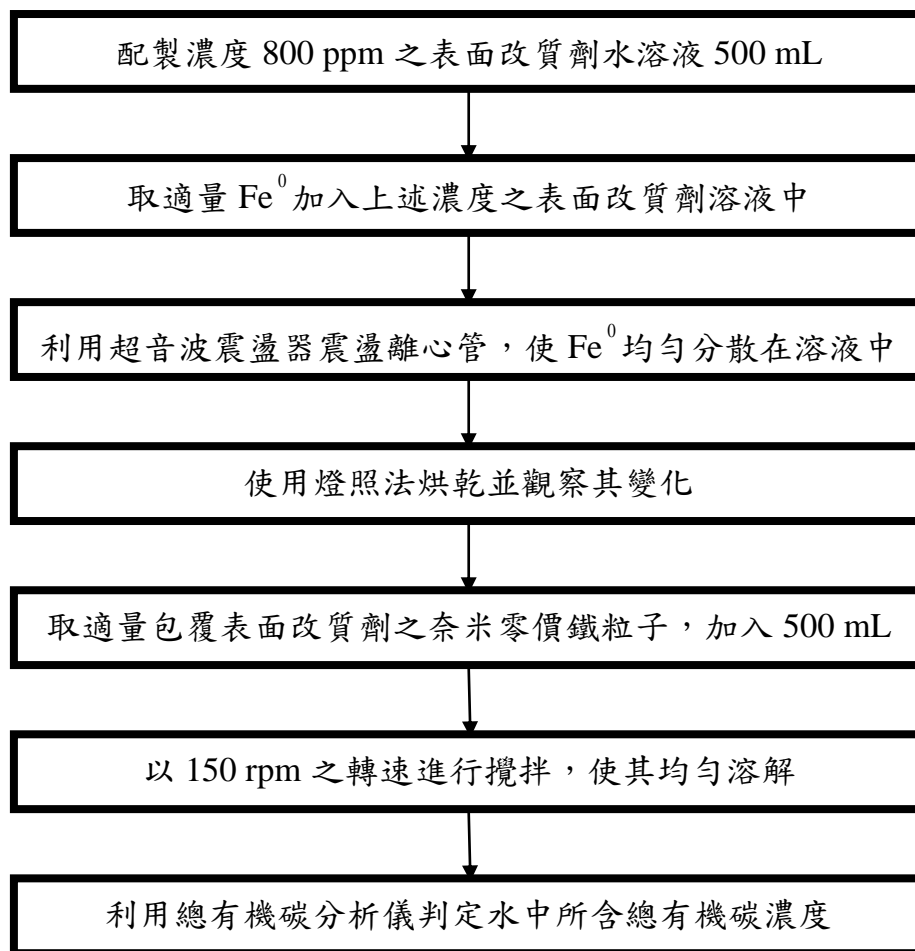 配製濃度 800 ppm 之表面改質劑水溶液 500 mL
取適量 Fe⁰加入上述濃度之表面改質劑溶液中
利用超音波震盪器震盪離心管，使 Fe⁰均勻分散在溶液中
使用燈照法烘乾並觀察其變化
取適量包覆表面改質劑之奈米零價鐵粒子，加入 500 mL
以 150 rpm 之轉速進行攪拌，使其均勻溶解
利用總有機碳分析儀判定水中所含總有機碳濃度